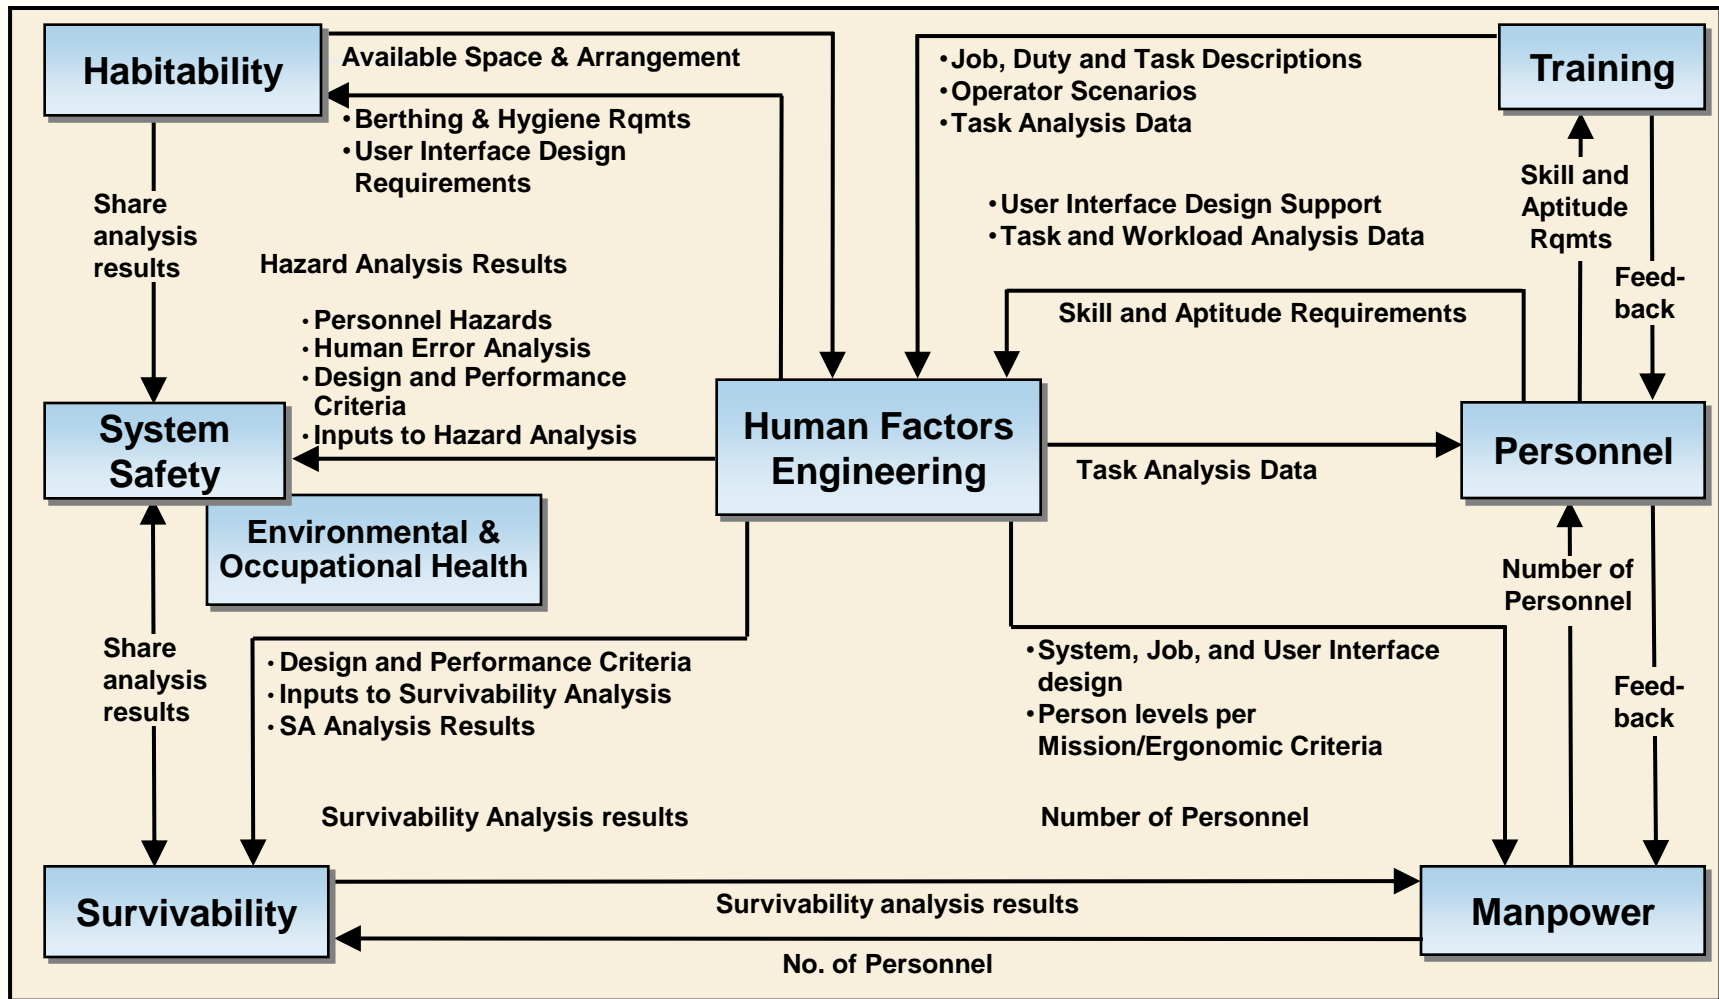 Habitability
Available Space & Arrangement
•Berthing & Hygiene Rqmts
•User Interface Design
Requirements
•Job, Duty and Task Descriptions
•Operator Scenarios
•Task Analysis Data
Training
Share
analysis
results
•User Interface Design Support
•Task and Workload Analysis Data
Skill and
Aptitude
Rqmts
Feed-
back
Hazard Analysis Results
•Personnel Hazards
•Human Error Analysis
•Design and Performance
Criteria
•Inputs to Hazard Analysis
Skill and Aptitude Requirements
System
Safety
Human Factors
Engineering
Task Analysis Data
Personnel
Environmental &
Occupational Health
Number of
Personnel
Share
analysis
results
•Design and Performance Criteria
•Inputs to Survivability Analysis
•SA Analysis Results
•System, Job, and User Interface
design
•Person levels per
Mission/Ergonomic Criteria
Feed-
back
Survivability Analysis results
Number of Personnel
Survivability
Survivability analysis results
No. of Personnel
Manpower